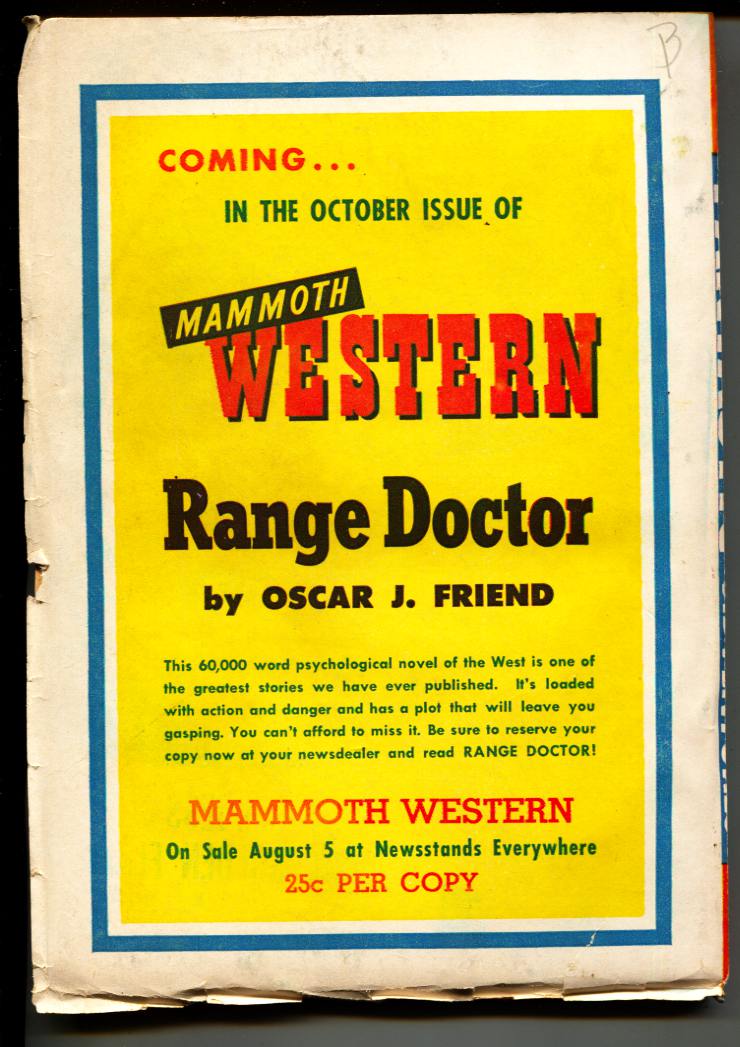 B
COMING...
IN THE OCTOBER ISSUE OF
MAMMOTH
WESTERN
Range Doctor
by OSCAR J. FRIEND
This 60,000 word psychological novel of the West is one of
the greatest stories we have ever published. It's loaded
with action and danger and has a plot that will leave you
gasping. You can't afford to miss it. Be sure to reserve your
copy now at your newsdealer and read RANGE DOCTOR!
MAMMOTH WESTERN
On Sale August 5 at Newsstands Everywhere
25c PER COPY